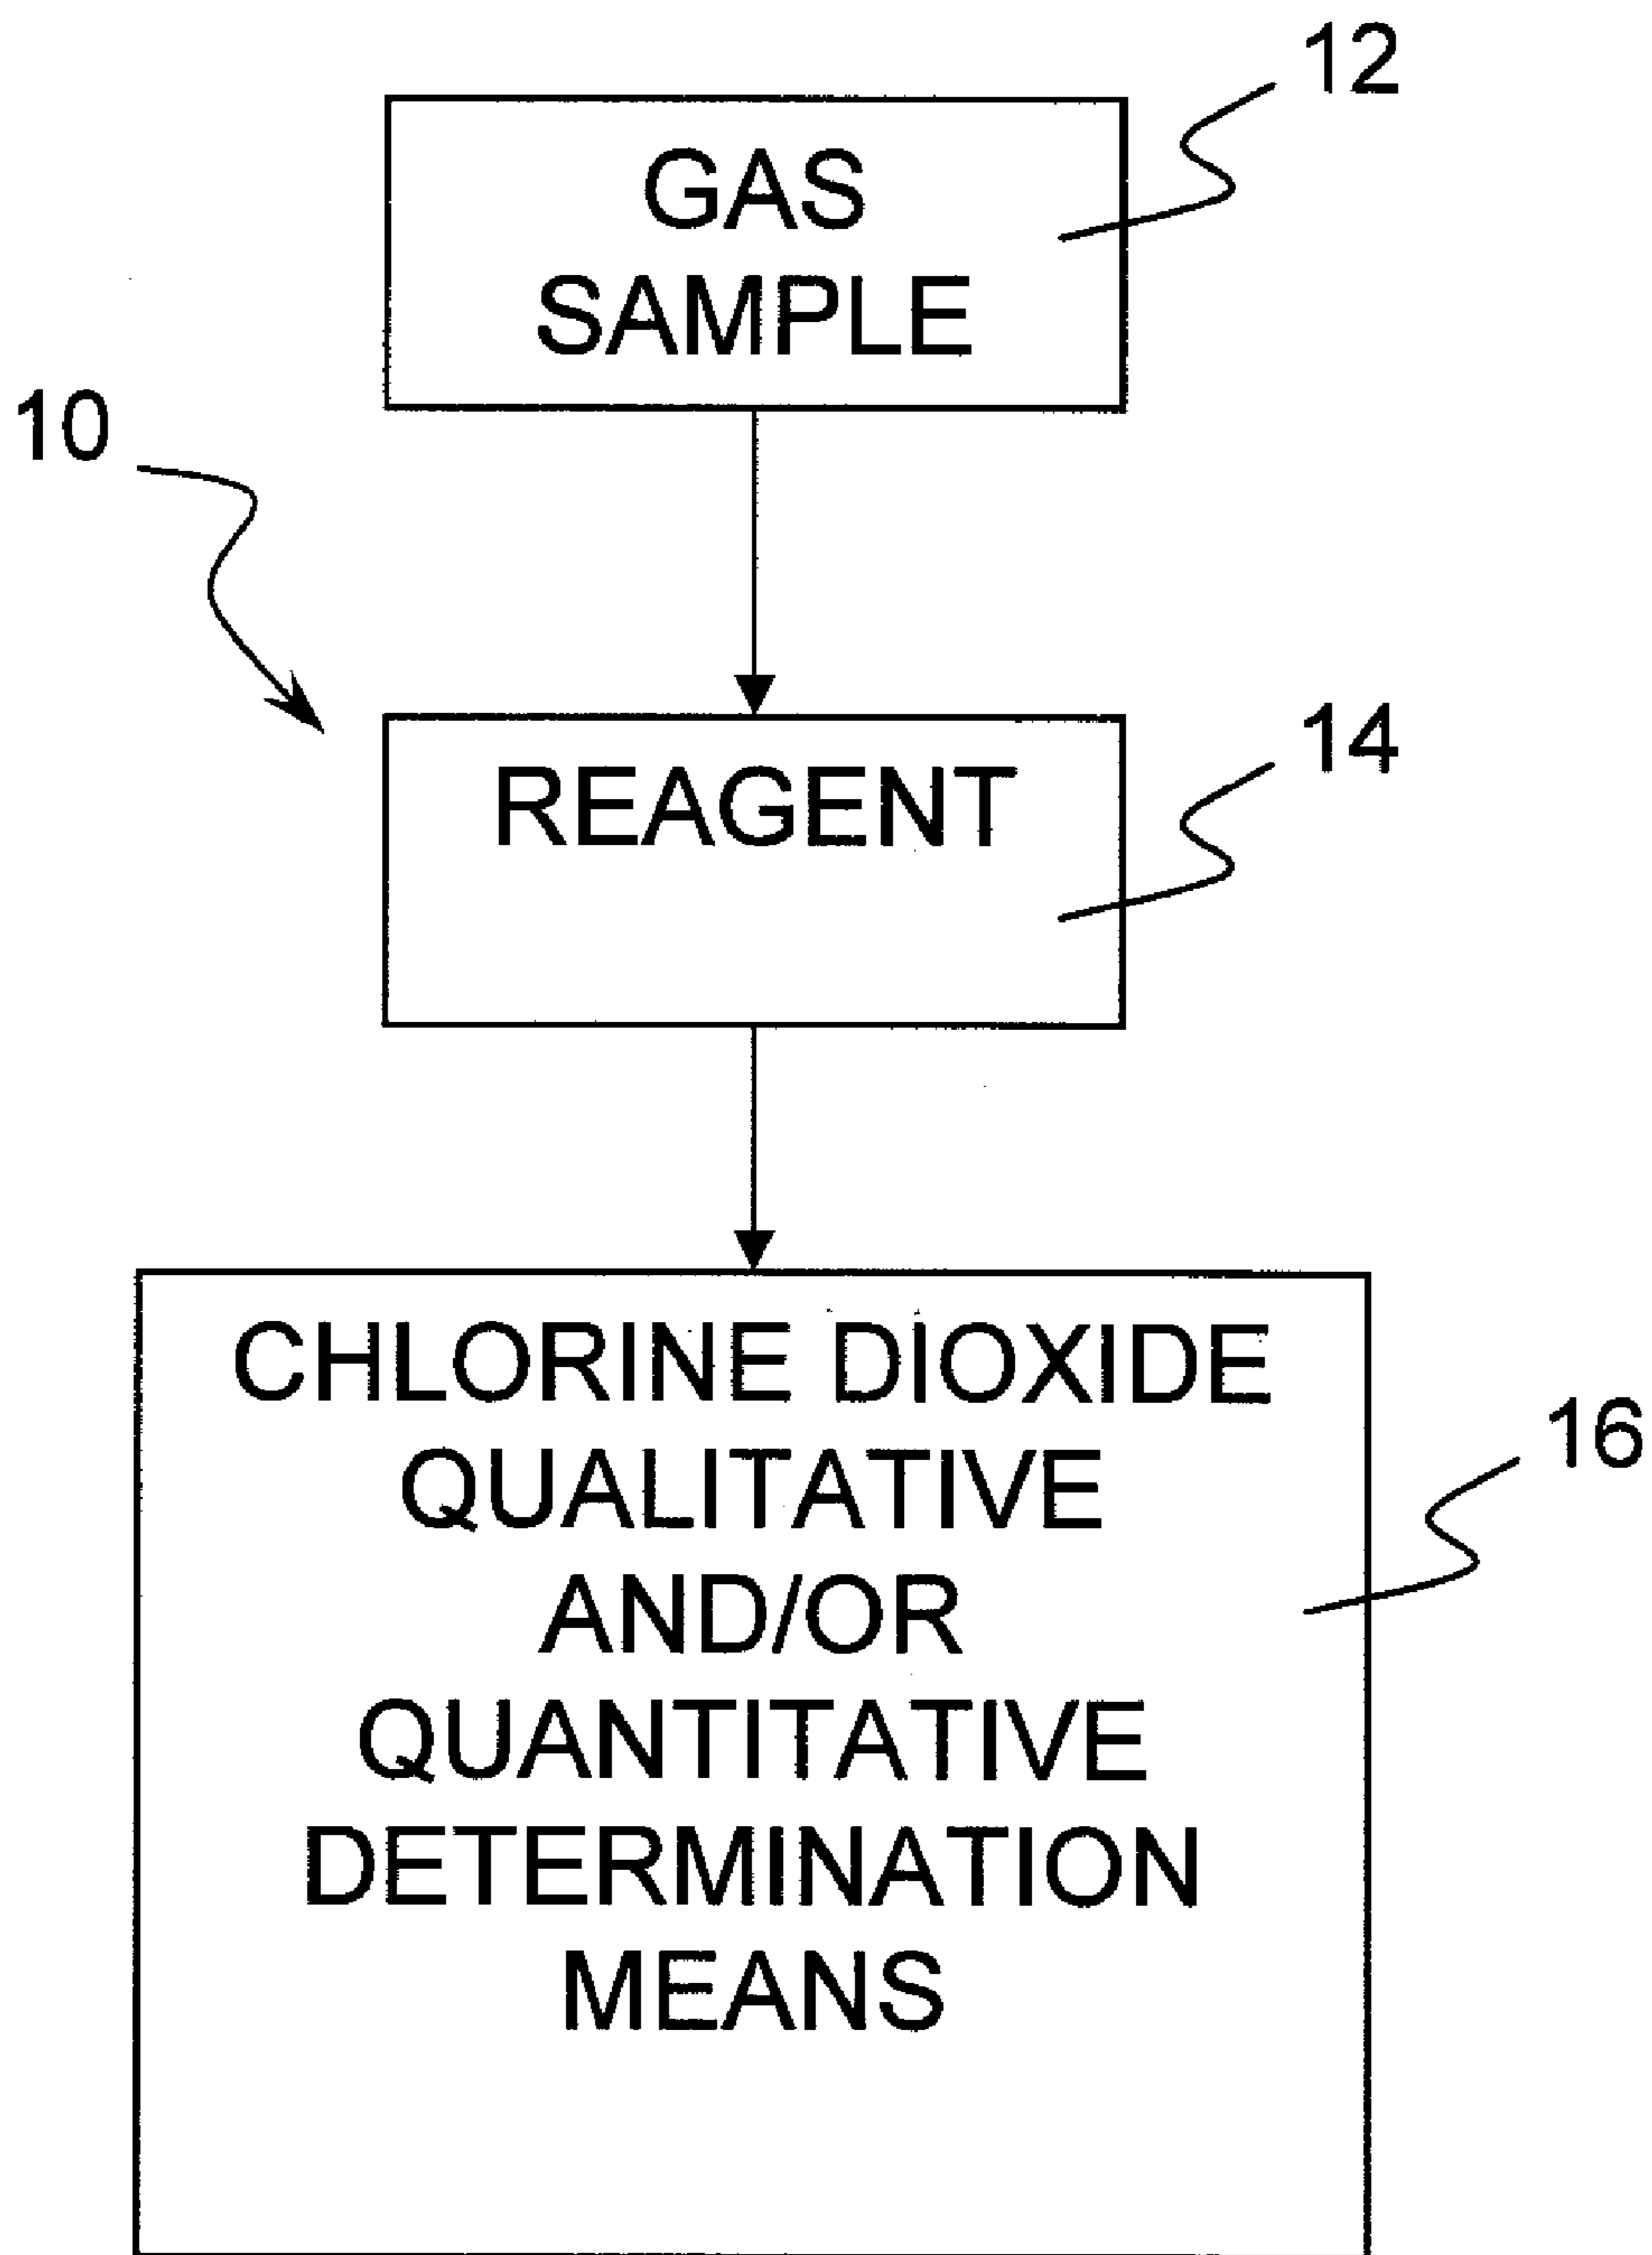 12
GAS
SAMPLE
10
14
REAGENT
CHLORINE DIOXIDE
16
QUALITATIVE
AND/OR
QUANTITATIVE
DETERMINATION
MEANS